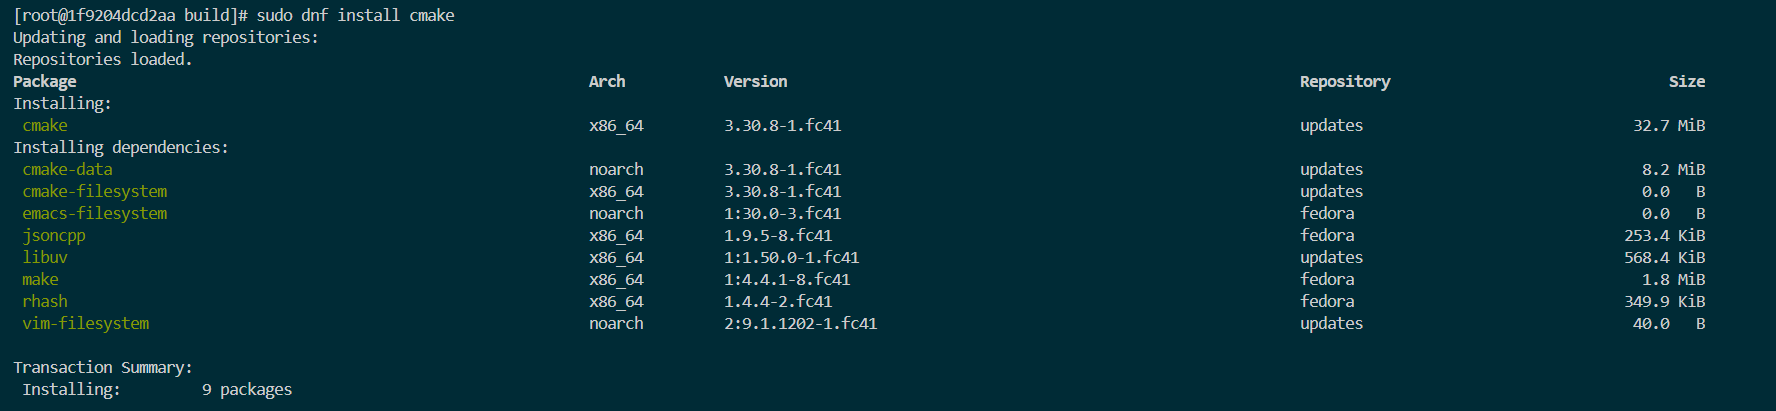 [root@1f9204dcd2aa build]# sudo dnf install cmake
Updating and loading repositories:
Repositories loaded.
Package Arch Version Repository Size
Installing:
cmake x86_64 3.30.8-1.fc41 updates 32.7 MiB
Installing dependencies:
cmake-data noarch 3.30.8-1.fc41 updates 8.2 MiB
cmake-filesystem x86_64 3.30.8-1.fc41 updates 0.0 B
emacs-filesystem noarch 1:30.0-3.fc41 fedora 0.0 B
jsoncpp x86_64 1.9.5-8.fc41 fedora 253.4 KiB
libuv x86_64 1:1.50.0-1.fc41 updates 568.4 KiB
make x86_64 1:4.4.1-8.fc41 fedora 1.8 MiB
rhash x86_64 1.4.4-2.fc41 fedora 349.9 KiB
vim-filesystem noarch 2:9.1.1202-1.fc41 updates 40.0 B
Transaction Summary:
Installing: 9 packages